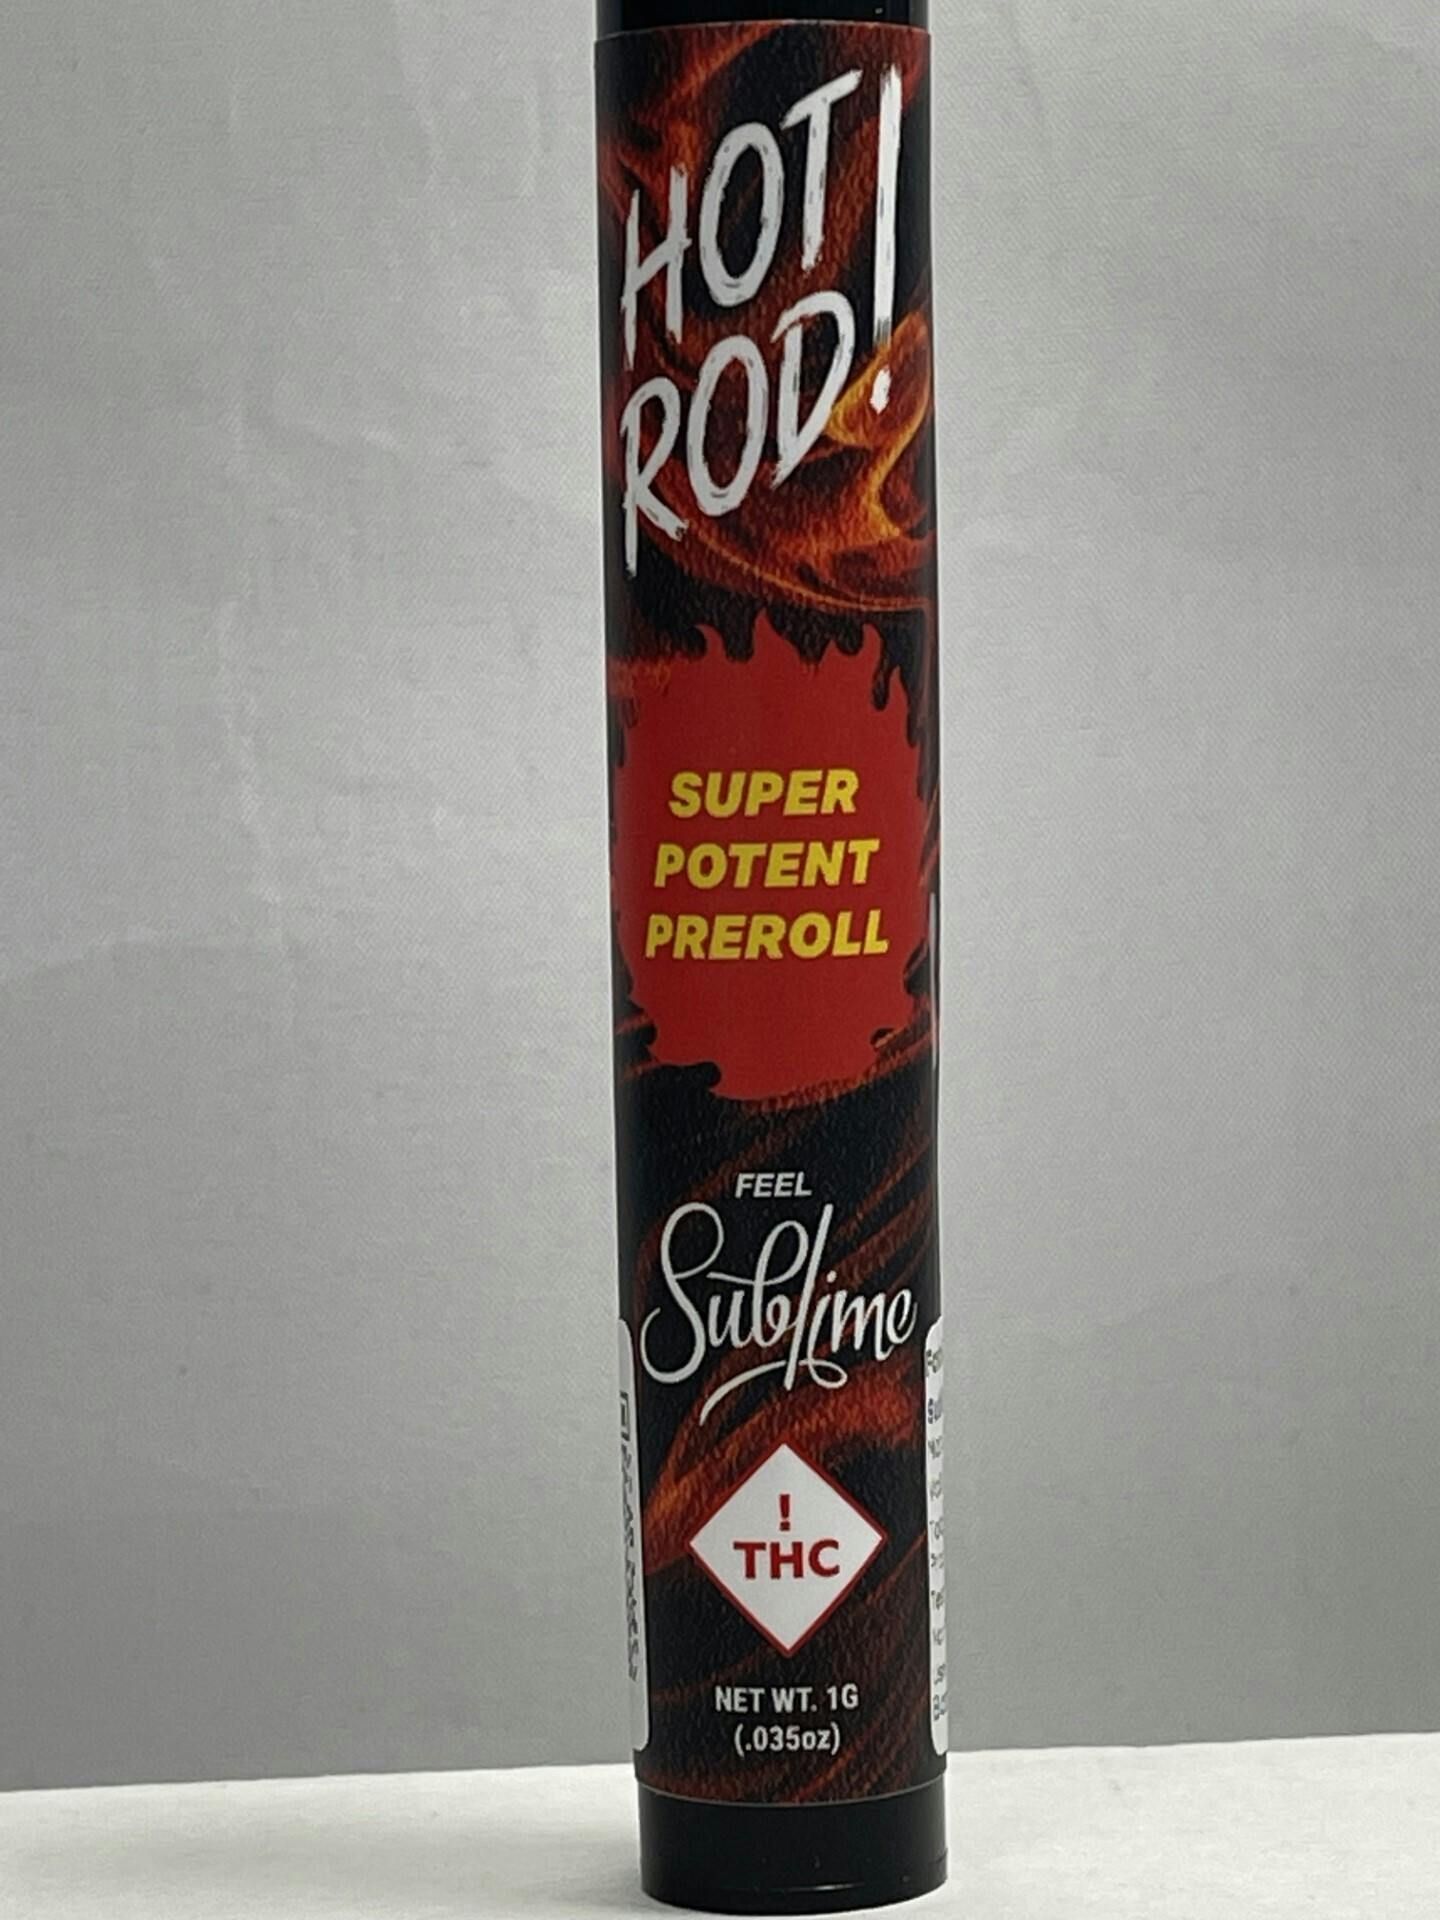 HOT
ROD!
SUPER
POTENT
PREROLL
FEEL
Sublime
!
THC
NET WT. 1G
(.035oz)